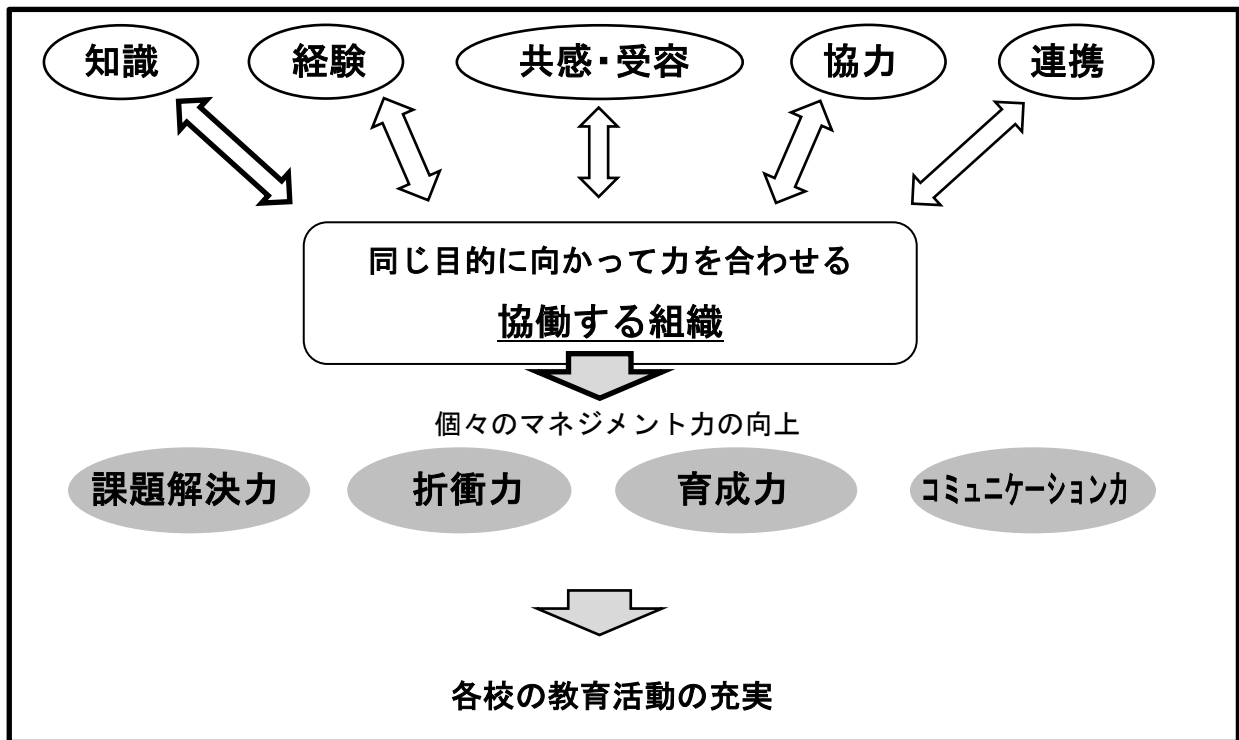 知識
経験
共感・受容
協力
連携
同じ目的に向かって力を合わせる
協働する組織
個々のマネジメント力の向上
課題解決力
折衝力
育成力
コミュニケーション力
各校の教育活動の充実